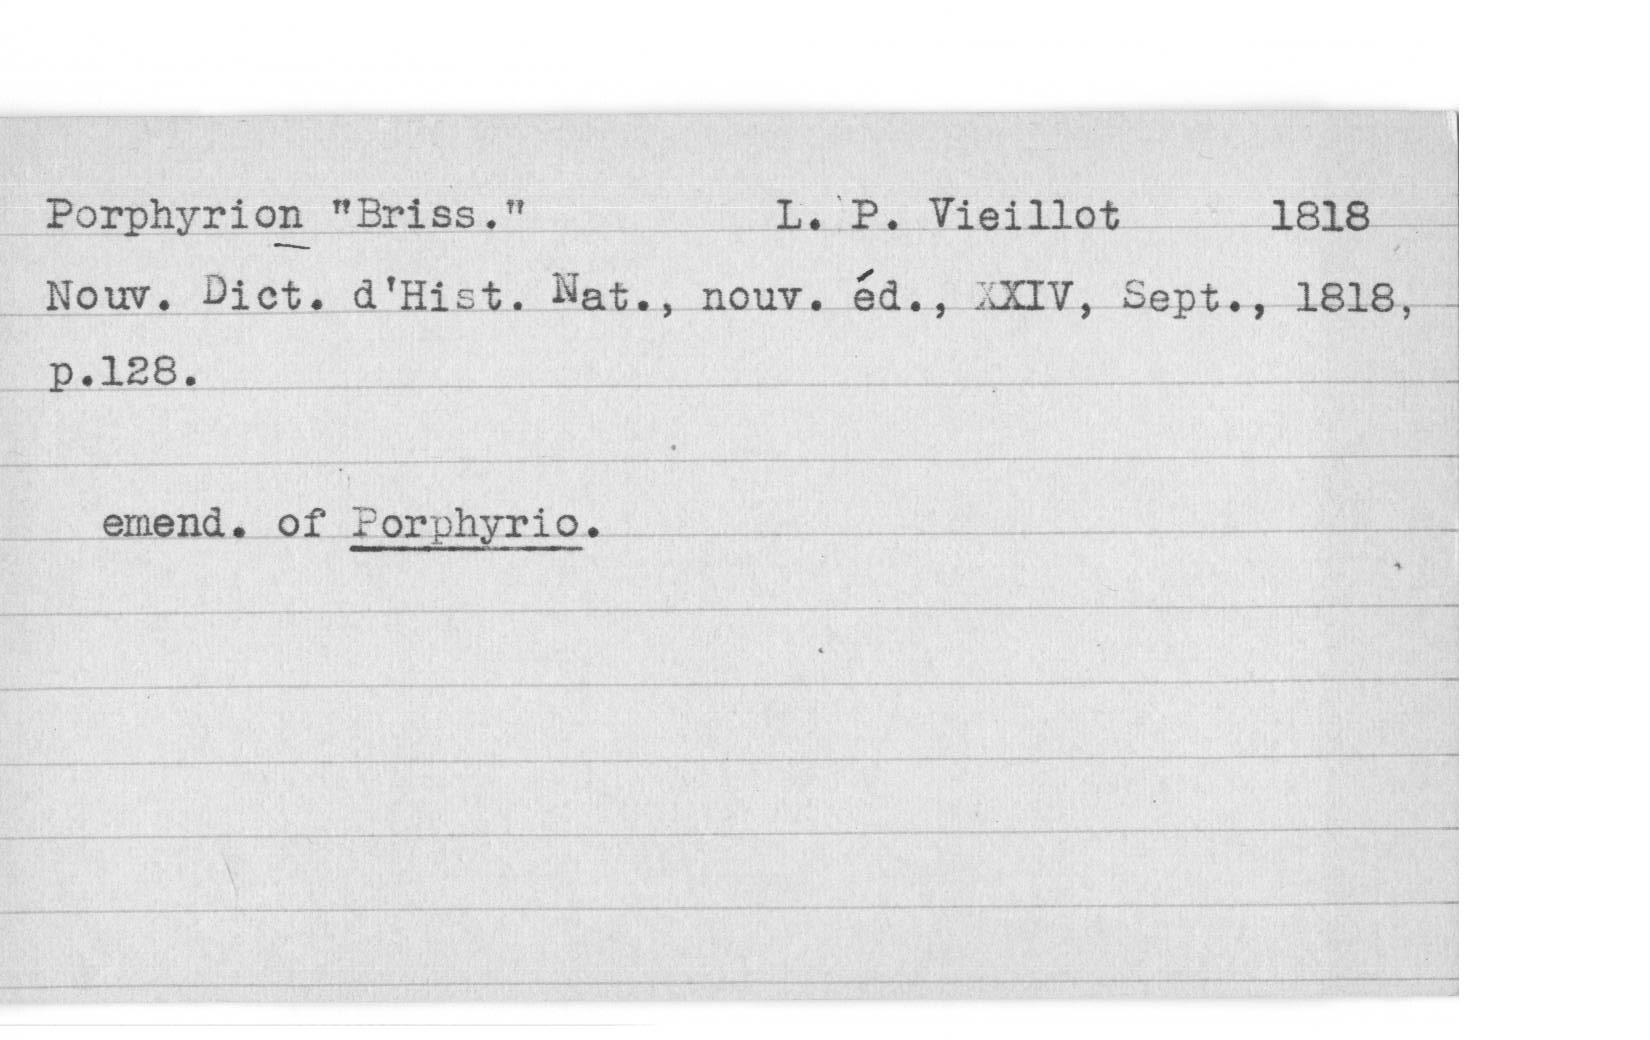 Porphyrion "Briss." L. P. Vieillot 1818
Nouv. Dict. d'Hist. Nat., nouv. éd., XXIV, Sept., 1818,
p.128.
emend. of Porphyrio.